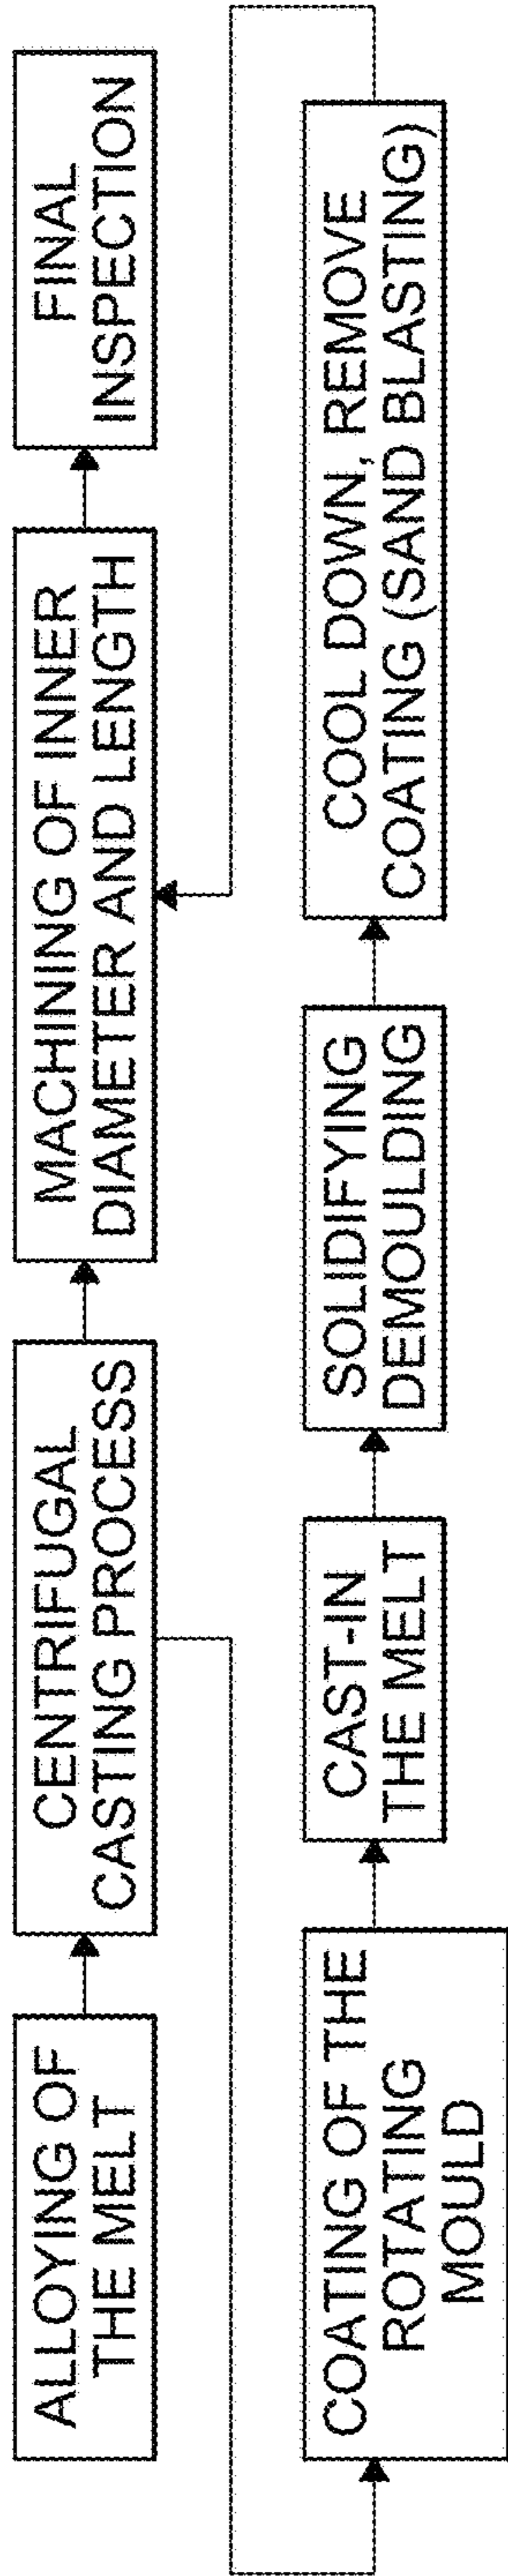 ALLOYING OF
THE MELT
CENTRIFUGAL
CASTING PROCESS
MACHINING OF INNER
DIAMETER AND LENGTH
FINAL
INSPECTION
COATING OF THE
ROTATING
MOULD
CAST-IN
THE MELT
SOLIDIFYING
DEMOULDING
COOL DOWN, REMOVE
COATING (SAND BLASTING)